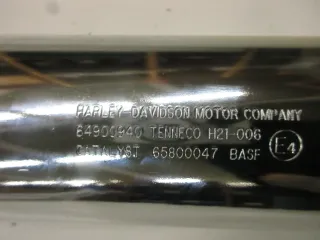 HARLEY-DAVIDSON MOTOR COMPANY
64900940 TENNECO H21-006
CATALYST 65800047 BASF E4